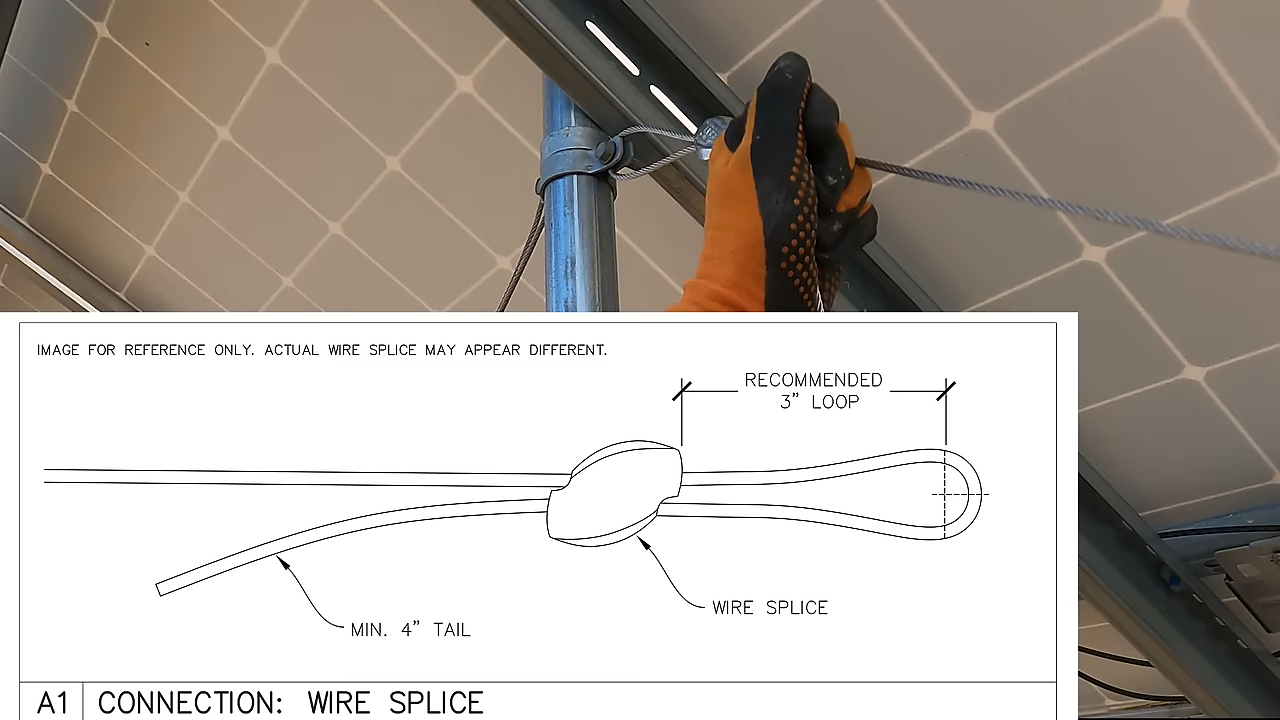 IMAGE FOR REFERENCE ONLY. ACTUAL WIRE SPLICE MAY APPEAR DIFFERENT.
RECOMMENDED
3” LOOP
WIRE SPLICE
MIN. 4” TAIL
A1 CONNECTION: WIRE SPLICE